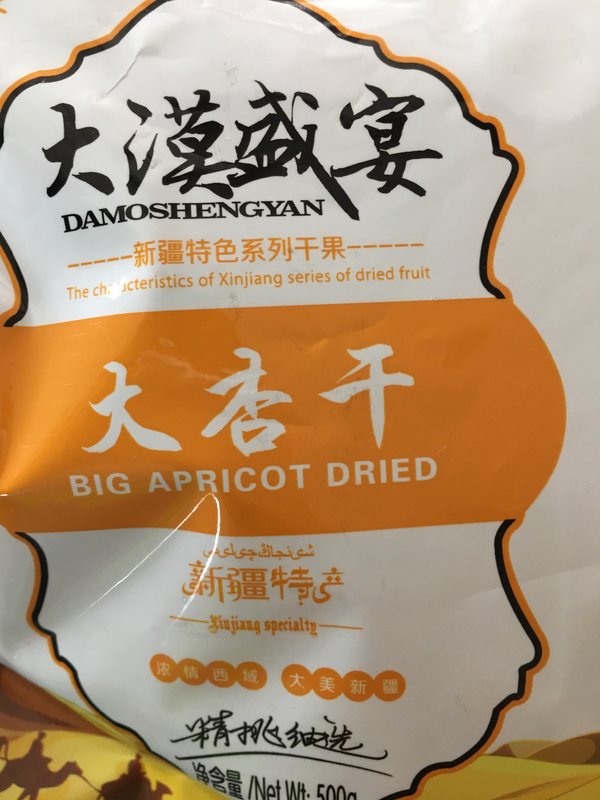 大漠盛宴
DAMOSHENGYAN
-----新疆特色系列干果-----
The characteristics of Xinjiang series of dried fruit
大杏干
BIG APRICOT DRIED
新疆特产
Xinjiang specialty
浓情西域 大美新疆
精挑细选
净含量/Net Wt: 500g